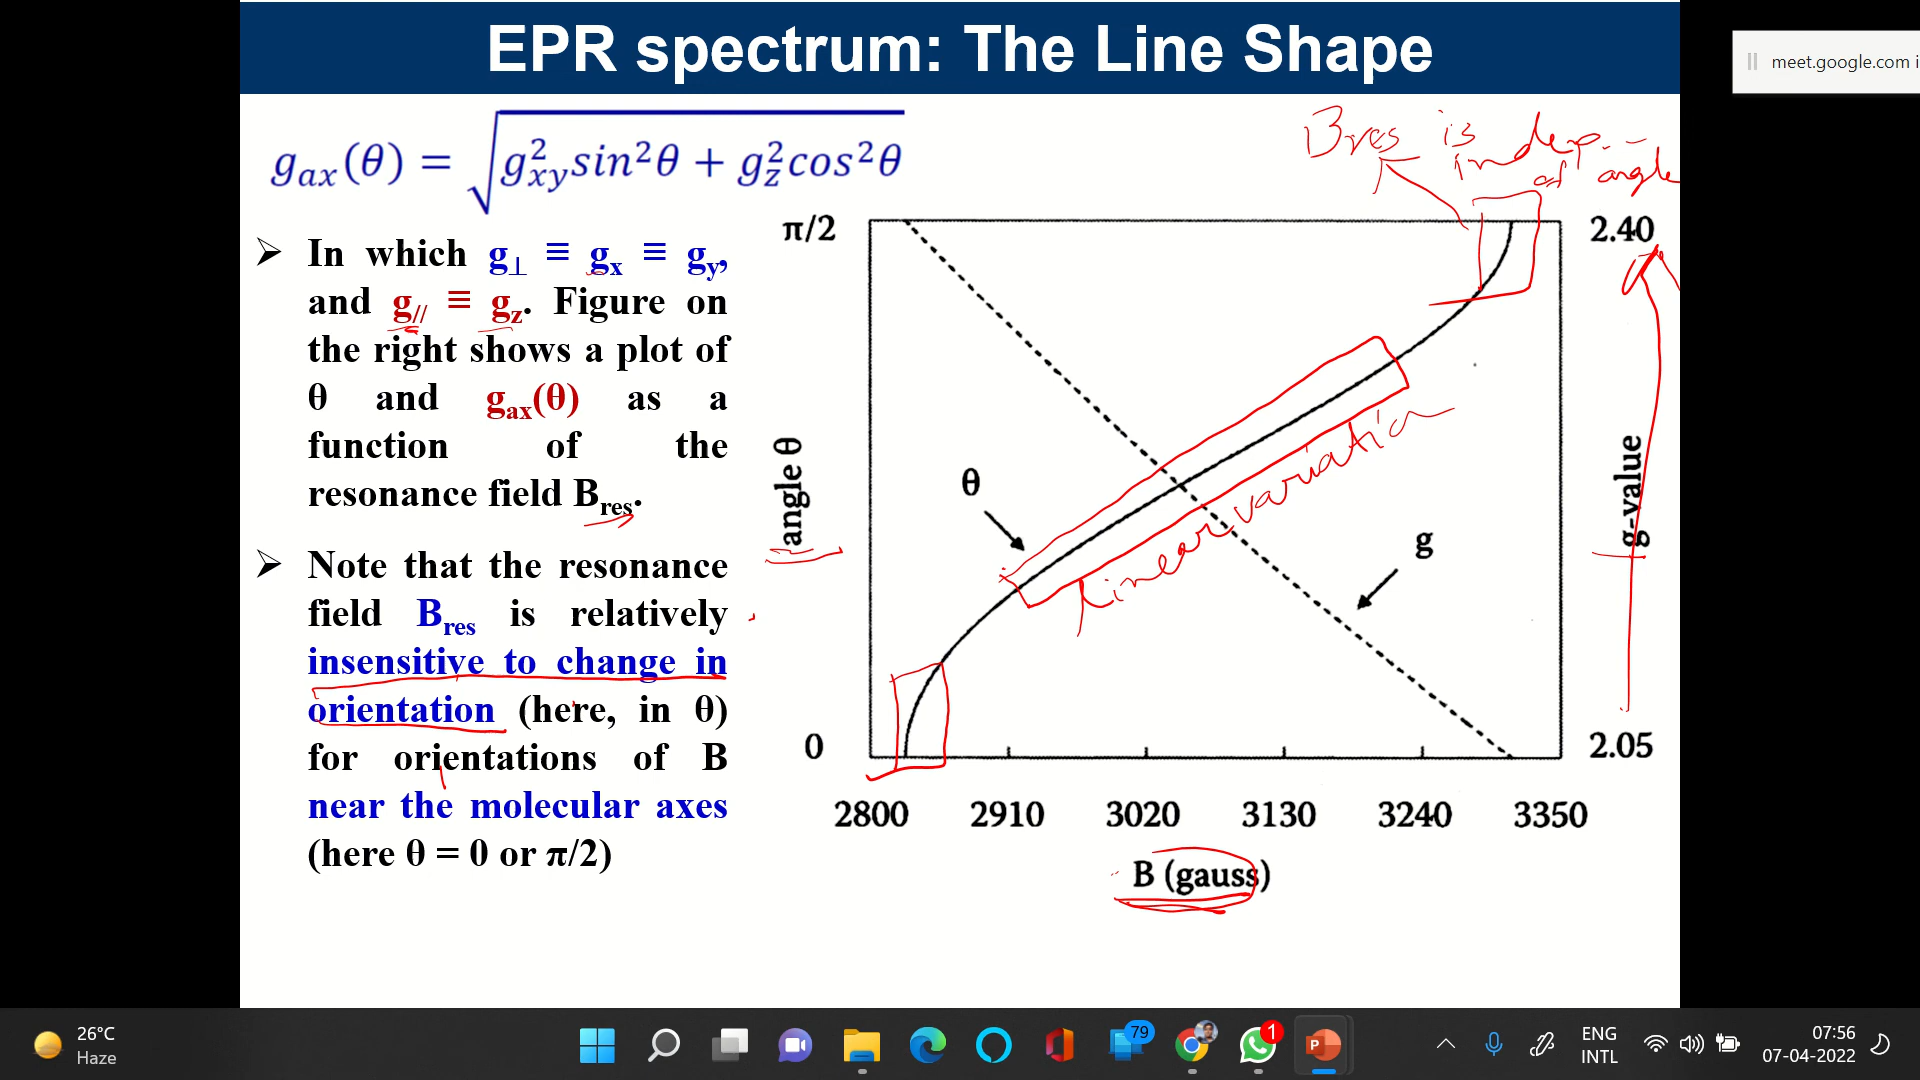 EPR spectrum: The Line Shape
meet.google.com i
g_ax(θ) = √(g²_xy sin²θ + g²_z cos²θ)
Bres is indep.
of angle
➢ In which g⊥ ≡ gx ≡ gy,
and g// ≡ gz. Figure on
the right shows a plot of
θ and gax(θ) as a
function of the
resonance field Bres.
➢ Note that the resonance
field Bres is relatively
insensitive to change in
orientation (here, in θ)
for orientations of B
near the molecular axes
(here θ = 0 or π/2)
π/2
2.40
angle θ
θ
Linear variation
g
g-value
0
2.05
2800 2910 3020 3130 3240 3350
B (gauss)
26°C
Haze
79
1
P
ENG
INTL
07:56
07-04-2022